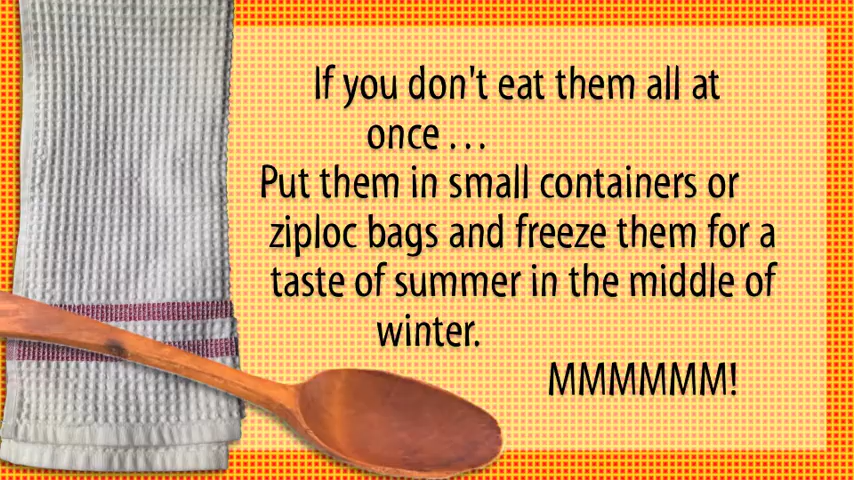 If you don't eat them all at
once . . .
Put them in small containers or
ziploc bags and freeze them for a
taste of summer in the middle of
winter.
MMMMMM!